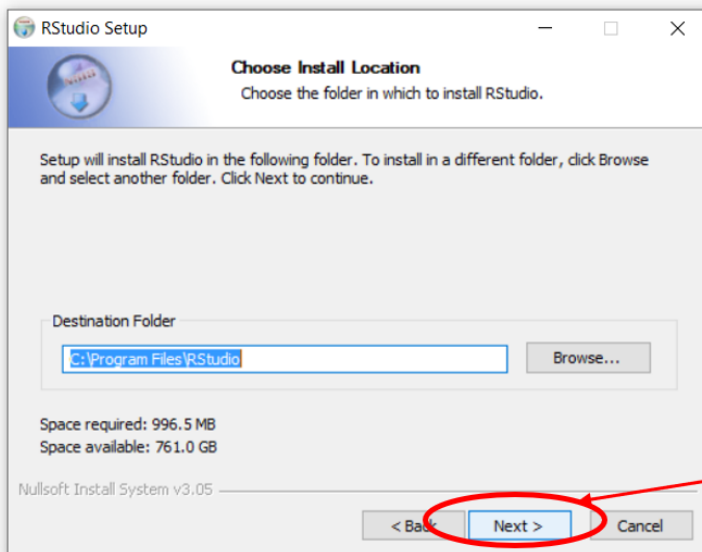 RStudio Setup
Choose Install Location
Choose the folder in which to install RStudio.
Setup will install RStudio in the following folder. To install in a different folder, click Browse
and select another folder. Click Next to continue.
Destination Folder
C:\Program Files\RStudio
Browse...
Space required: 996.5 MB
Space available: 761.0 GB
Nullsoft Install System v3.05
< Back
Next >
Cancel